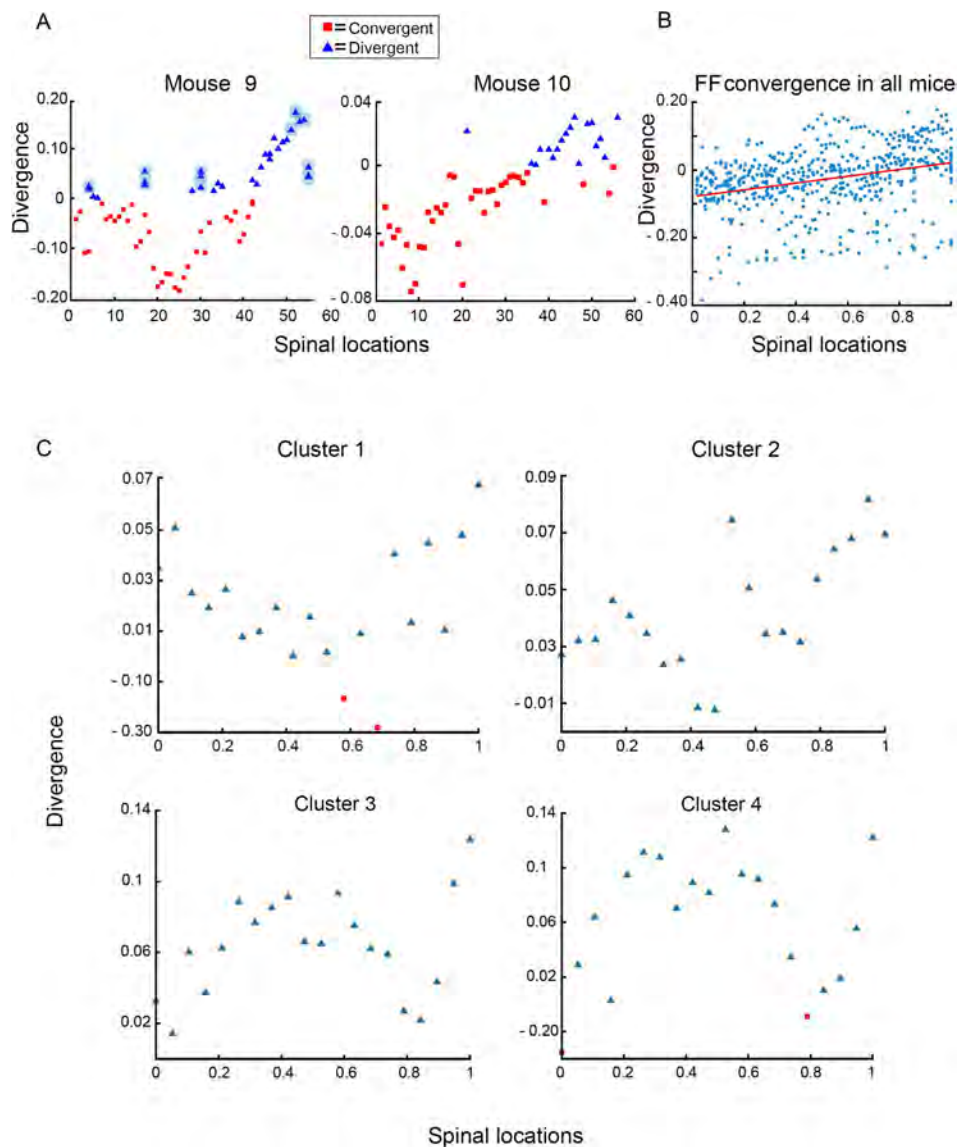 A
= Convergent
= Divergent
B
Mouse 9
Mouse 10
FF convergence in all mice
Divergence
0.20
0.10
0
-0.10
-0.20
0 10 20 30 40 50 60
0.04
0
-0.04
-0.08
0 10 20 30 40 50 60
Spinal locations
Divergence
0.20
0
-0.20
-0.40
0 0.2 0.4 0.6 0.8
Spinal locations
C
Cluster 1
0.07
0.05
0.03
0.01
-0.10
-0.30
0 0.2 0.4 0.6 0.8 1
Cluster 2
0.09
0.07
0.05
0.03
-0.01
0 0.2 0.4 0.6 0.8 1
Divergence
Cluster 3
0.14
0.1
0.06
0.02
0 0.2 0.4 0.6 0.8 1
Cluster 4
0.14
0.1
0.06
0.02
-0.20
0 0.2 0.4 0.6 0.8 1
Spinal locations